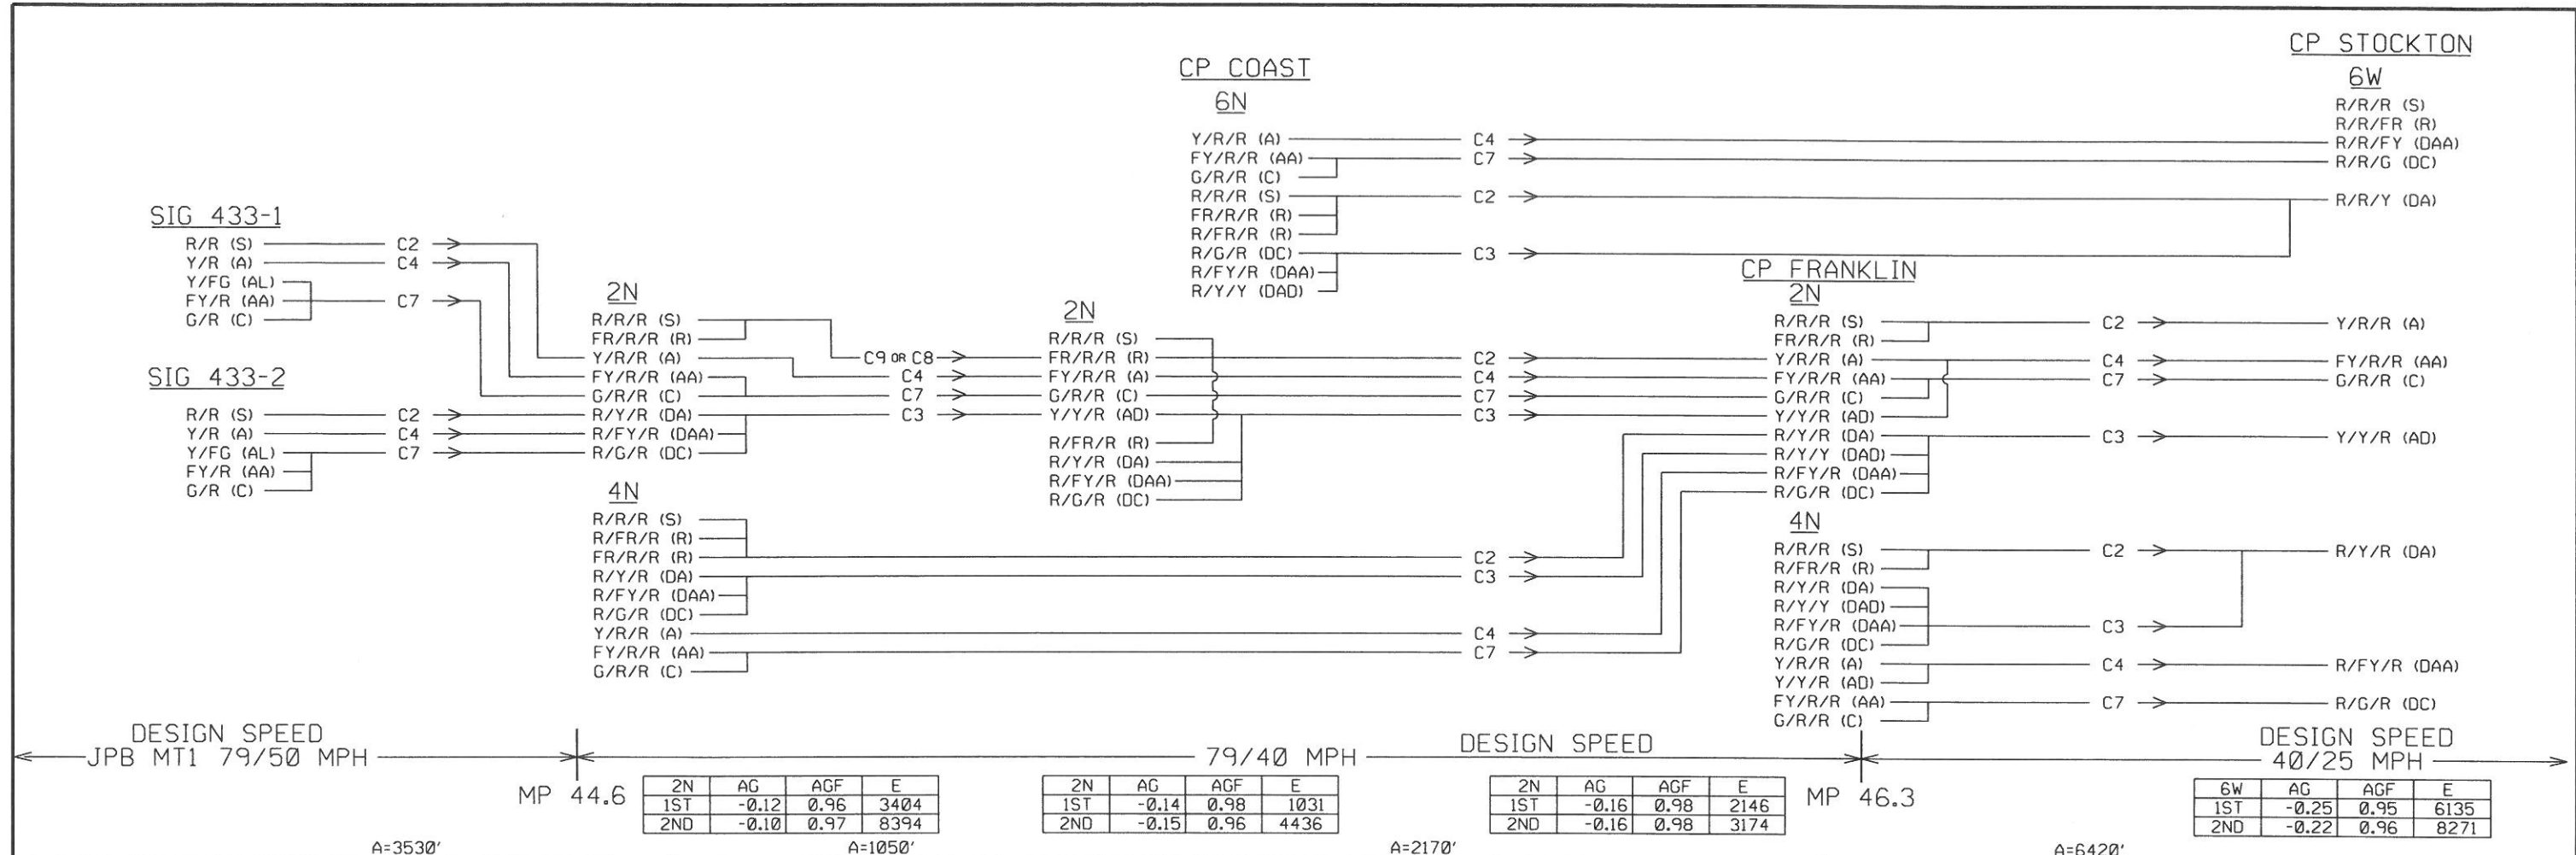 CP STOCKTON
6W
R/R/R (S)
R/R/FR (R)
R/R/FY (DAA)
R/R/G (DC)
R/R/Y (DA)
Y/R/R (A)
FY/R/R (AA)
G/R/R (C)
Y/Y/R (AD)
R/Y/R (DA)
R/FY/R (DAA)
R/G/R (DC)
CP COAST
6N
Y/R/R (A) C4
FY/R/R (AA) C7
G/R/R (C)
R/R/R (S) C2
FR/R/R (R)
R/FR/R (R)
R/G/R (DC) C3
R/FY/R (DAA)
R/Y/Y (DAD)
SIG 433-1
R/R (S) C2
Y/R (A) C4
Y/FG (AL)
FY/R (AA) C7
G/R (C)
SIG 433-2
R/R (S) C2
Y/R (A) C4
Y/FG (AL) C7
FY/R (AA)
G/R (C)
2N
R/R/R (S)
FR/R/R (R)
Y/R/R (A) C9 OR C8
FY/R/R (AA) C4
G/R/R (C) C7
R/Y/R (DA) C3
R/FY/R (DAA)
R/G/R (DC)
4N
R/R/R (S)
R/FR/R (R)
FR/R/R (R) C2
R/Y/R (DA) C3
R/FY/R (DAA)
R/G/R (DC)
Y/R/R (A) C4
FY/R/R (AA) C7
G/R/R (C)
2N
R/R/R (S)
FR/R/R (R) C2
FY/R/R (A) C4
G/R/R (C) C7
Y/Y/R (AD) C3
R/FR/R (R)
R/Y/R (DA)
R/FY/R (DAA)
R/G/R (DC)
CP FRANKLIN
2N
R/R/R (S) C2
FR/R/R (R)
Y/R/R (A) C4
FY/R/R (AA) C7
G/R/R (C)
Y/Y/R (AD)
R/Y/R (DA) C3
R/Y/Y (DAD)
R/FY/R (DAA)
R/G/R (DC)
4N
R/R/R (S) C2
R/FR/R (R)
R/Y/R (DA)
R/Y/Y (DAD)
R/FY/R (DAA) C3
R/G/R (DC)
Y/R/R (A) C4
Y/Y/R (AD)
FY/R/R (AA) C7
G/R/R (C)
DESIGN SPEED
JPB MT1 79/50 MPH
DESIGN SPEED
79/40 MPH
DESIGN SPEED
40/25 MPH
MP 44.6
MP 46.3
2N AG AGF E
1ST -0.12 0.96 3404
2ND -0.10 0.97 8394
2N AG AGF E
1ST -0.14 0.98 1031
2ND -0.15 0.96 4436
2N AG AGF E
1ST -0.16 0.98 2146
2ND -0.16 0.98 3174
6W AG AGF E
1ST -0.25 0.95 6135
2ND -0.22 0.96 8271
A=3530' A=1050' A=2170' A=6420'